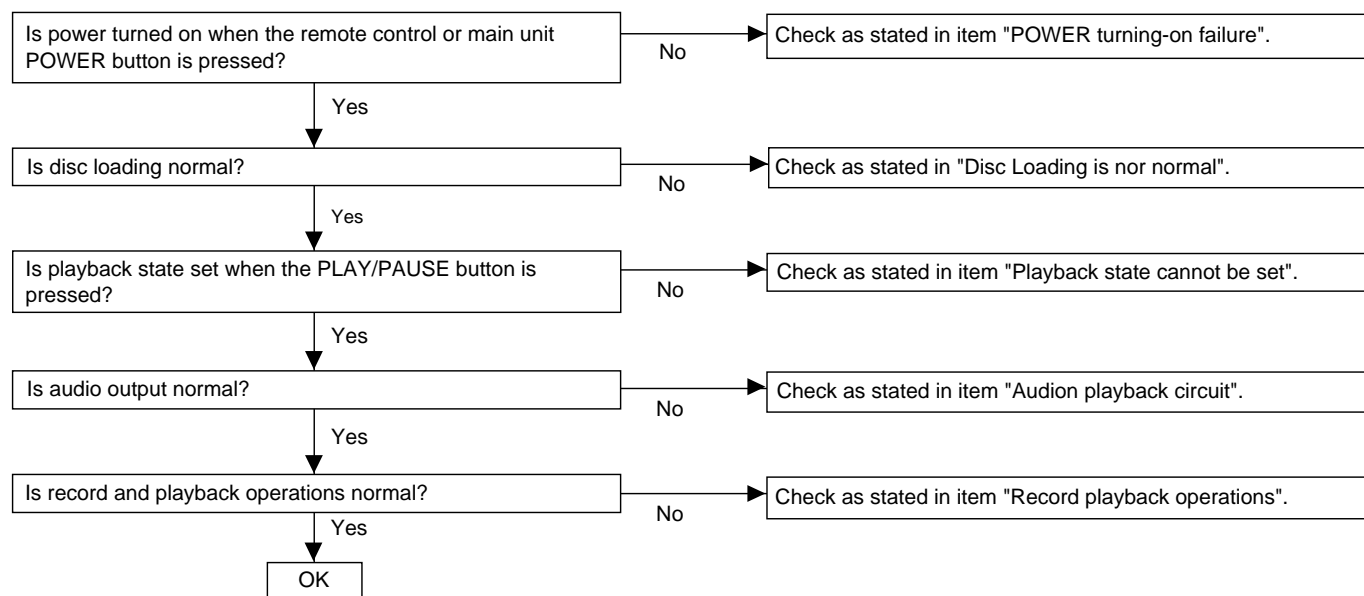 Is power turned on when the remote control or main unit
POWER button is pressed?
No
Check as stated in item "POWER turning-on failure".
Yes
Is disc loading normal?
No
Check as stated in "Disc Loading is nor normal".
Yes
Is playback state set when the PLAY/PAUSE button is
pressed?
No
Check as stated in item "Playback state cannot be set".
Yes
Is audio output normal?
No
Check as stated in item "Audion playback circuit".
Yes
Is record and playback operations normal?
No
Check as stated in item "Record playback operations".
Yes
OK